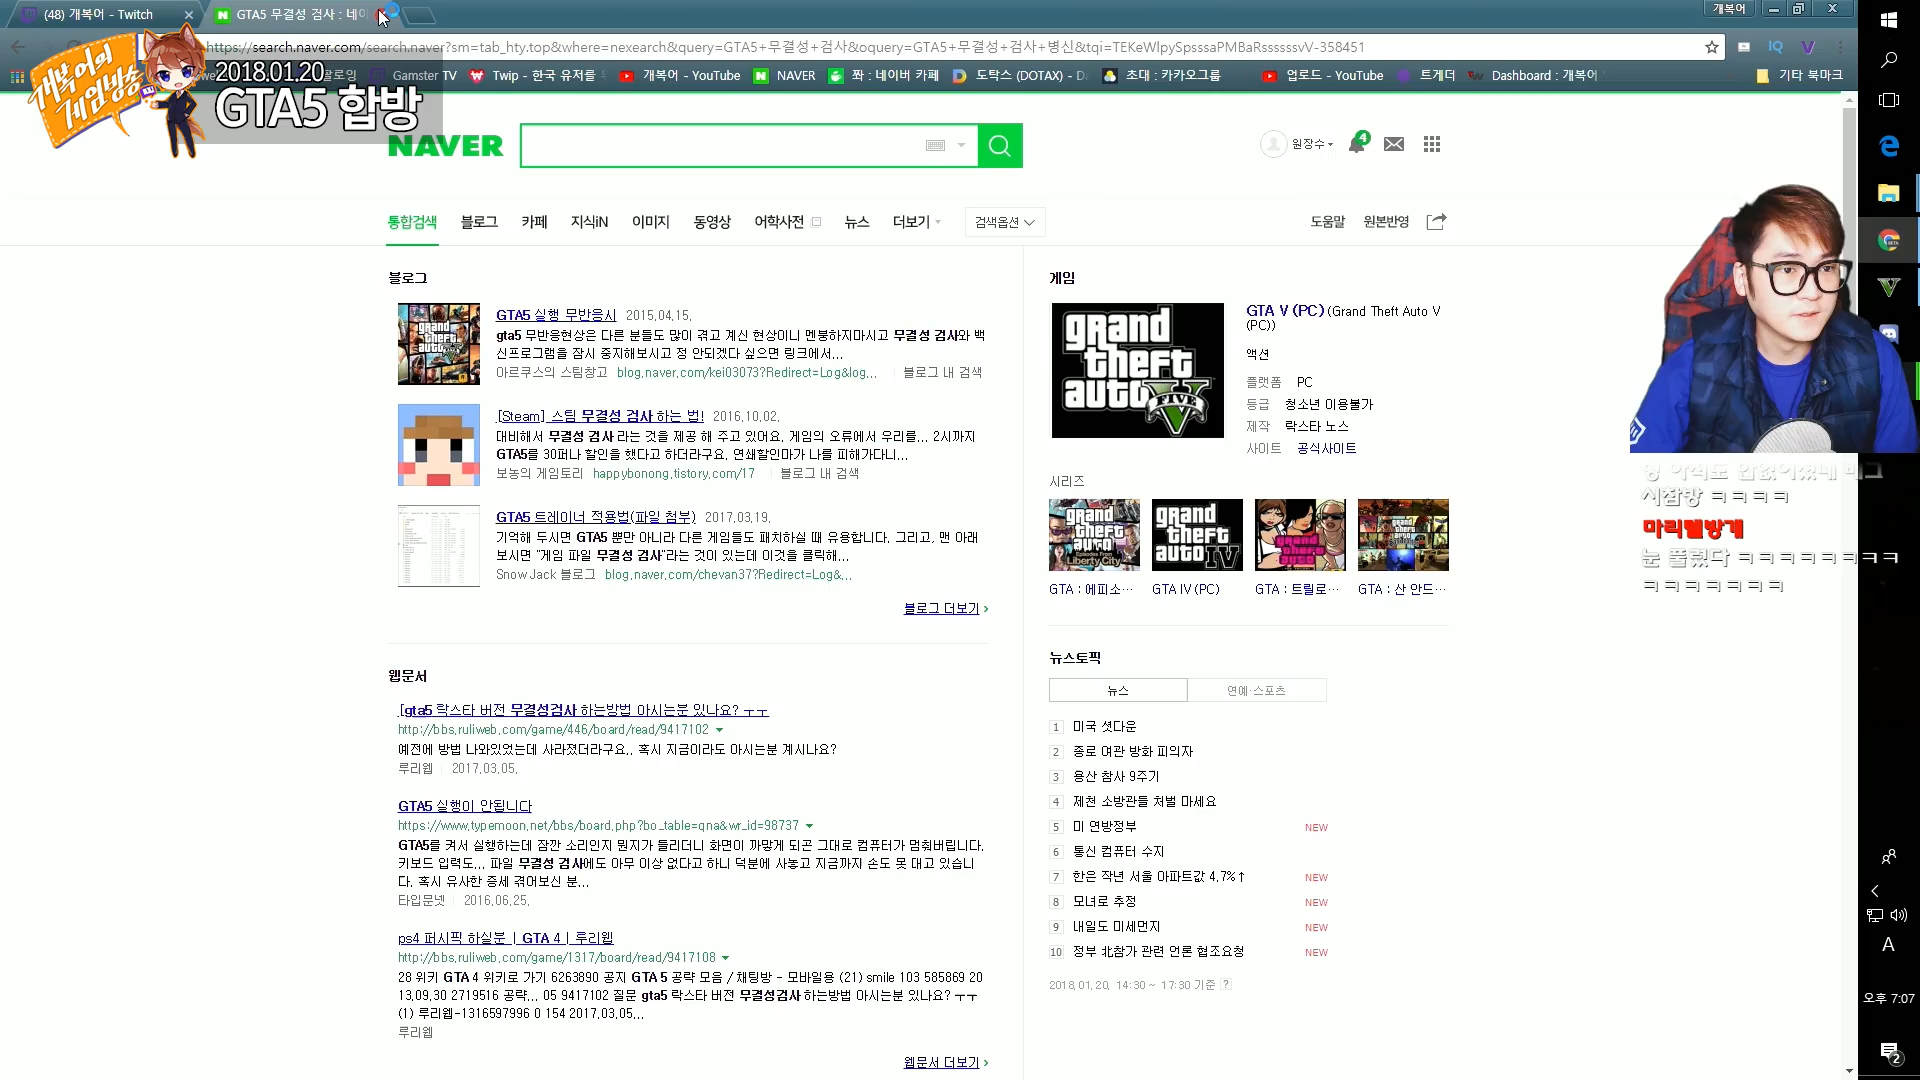 (48) 개복어 - Twitch
GTA5 무결성 검사 : 네이
개복어
https://search.naver.com/search.naver?sm=tab_hty.top&where=nexearch&query=GTA5+무결성+검사&oquery=GTA5+무결성+검사+병신&tqi=TEKeWlpySpsssaPMBaRsssssssvV-358451
Gamster TV
Twip - 한국 유저를
개복어 - YouTube
NAVER
꽈 : 네이버 카페
도탁스 (DOTAX) - D
초대 : 카카오그룹
업로드 - YouTube
트게더
Dashboard : 개복어
기타 북마크
개복어의
게임방송
2018.01.20
GTA5 합방
NAVER
원장수
4
통합검색 블로그 카페 지식iN 이미지 동영상 어학사전 뉴스 더보기 검색옵션
도움말 원본반영
블로그
GTA5 실행 무반응시 2015.04.15.
gta5 무반응현상은 다른 분들도 많이 겪고 계신 현상이니 멘붕하지마시고 무결성 검사와 백
신프로그램을 잠시 중지해보시고 정 안되겠다 싶으면 링크에서...
아르쿠스의 스팀창고 blog.naver.com/kei03073?Redirect=Log&log... 블로그 내 검색
[Steam] 스팀 무결성 검사 하는 법! 2016.10.02.
대비해서 무결성 검사 라는 것을 제공 해 주고 있어요. 게임의 오류에서 우리를... 2시까지
GTA5를 30퍼나 할인을 했다고 하더라구요. 연쇄할인마가 나를 피해가다니...
보농의 게임토리 happybonong.tistory.com/17 블로그 내 검색
GTA5 트레이너 적용법(파일 첨부) 2017.03.19.
기억해 두시면 GTA5 뿐만 아니라 다른 게임들도 패치하실 때 유용합니다. 그리고, 맨 아래
보시면 "게임 파일 무결성 검사"라는 것이 있는데 이것을 클릭해...
SnowJack 블로그 blog.naver.com/chevan37?Redirect=Log&...
블로그 더보기
웹문서
[gta5 락스타 버전 무결성검사 하는방법 아시는분 있나요? ㅜㅜ
http://bbs.ruliweb.com/game/446/board/read/9417102
예전에 방법 나와있었는데 사라졌더라구요.. 혹시 지금이라도 아시는분 계시나요?
루리웹 2017.03.05.
GTA5 실행이 안됩니다
https://www.typemoon.net/bbs/board.php?bo_table=qna&wr_id=98737
GTA5를 켜서 실행하는데 잠깐 소리인지 뭔지가 들리더니 화면이 까맣게 되곤 그대로 컴퓨터가 멈춰버립니다.
키보드 입력도... 파일 무결성 검사에도 아무 이상 없다고 하니 덕분에 사놓고 지금까지 손도 못 대고 있습니
다. 혹시 유사한 증세 겪어보신 분...
타입문넷 2016.06.25.
ps4 퍼시픽 하실분 | GTA 4 | 루리웹
http://bbs.ruliweb.com/game/1317/board/read/9417108
28 위키 GTA 4 위키로 가기 6263890 공지 GTA 5 공략 모음 / 채팅방 - 모바일용 (21) smile 103 585869 20
13.09.30 2719516 공략... 05 9417102 질문 gta5 락스타 버전 무결성검사 하는방법 아시는분 있나요? ㅜㅜ
(1) 루리웹-1316597996 0 154 2017.03.05...
루리웹
웹문서 더보기
게임
grand
theft
auto
V
FIVE
GTA V (PC) (Grand Theft Auto V
(PC))
액션
플랫폼 PC
등급 청소년 이용불가
제작 락스타 노스
사이트 공식사이트
시리즈
GTA : 에피소...
GTA IV (PC)
GTA : 트릴로...
GTA : 산 안드...
뉴스토픽
뉴스
연예·스포츠
1 미국 셧다운
2 종로 여관 방화 피의자
3 용산 참사 9주기
4 제천 소방관들 처벌 마세요
5 미 연방정부 NEW
6 통신 컴퓨터 수지
7 한은 작년 서울 아파트값 4.7%↑ NEW
8 모녀로 추정 NEW
9 내일도 미세먼지 NEW
10 정부 北참가 관련 언론 협조요청 NEW
2018.01.20. 14:30 ~ 17:30 기준 ?
시참방 ㅋㅋㅋㅋ
마리텔방개
눈 풀렸다 ㅋㅋㅋㅋㅋㅋㅋㅋ
ㅋㅋㅋㅋㅋㅋㅋ
A
오후 7:07
2